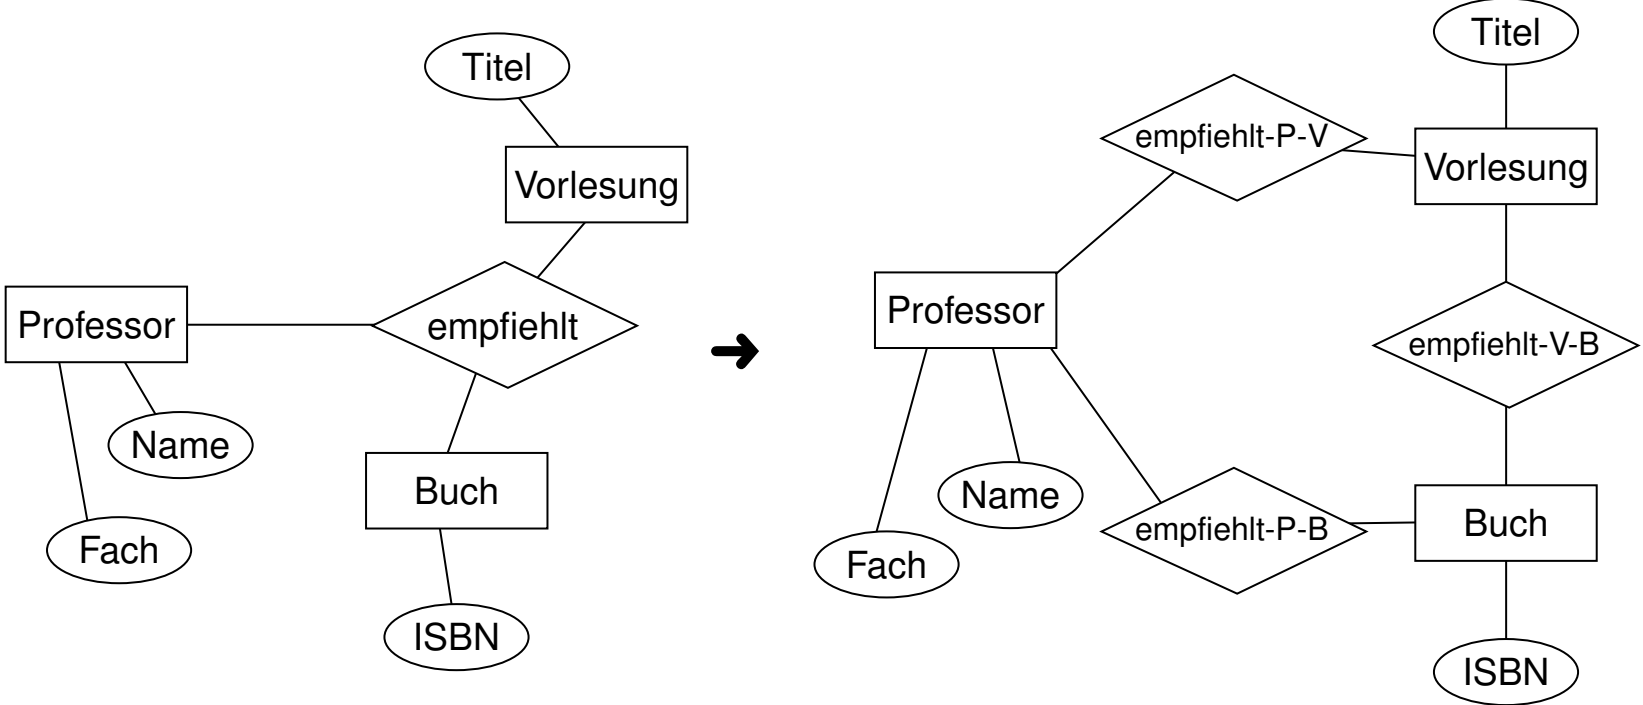 Titel
Vorlesung
Professor
empfiehlt
Name
Buch
Fach
ISBN
Titel
empfiehlt-P-V
Vorlesung
Professor
empfiehlt-V-B
Name
empfiehlt-P-B
Buch
Fach
ISBN